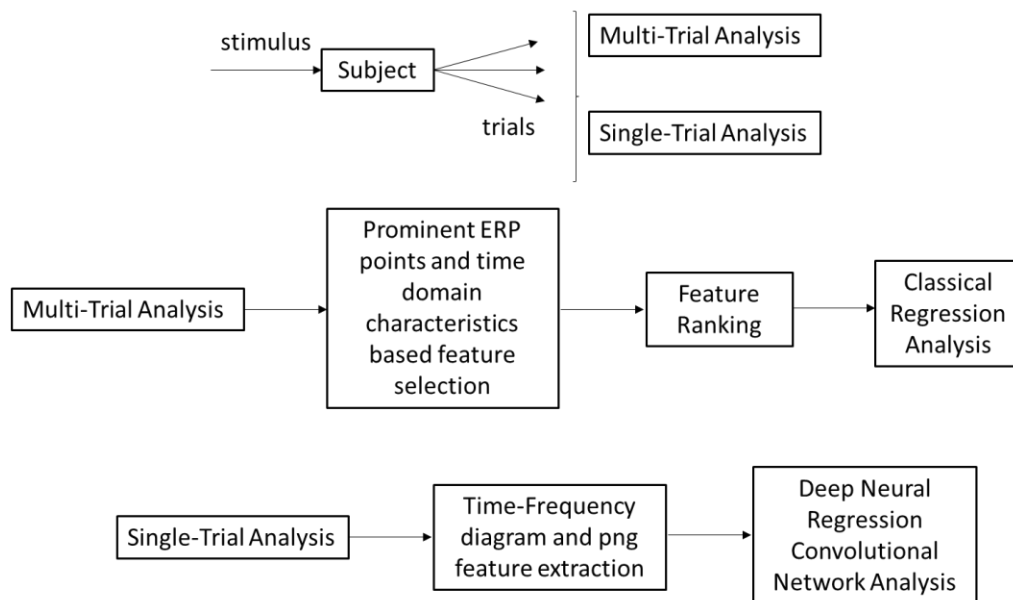 stimulus
Subject
trials
Multi-Trial Analysis
Single-Trial Analysis
Multi-Trial Analysis
Prominent ERP
points and time
domain
characteristics
based feature
selection
Feature
Ranking
Classical
Regression
Analysis
Single-Trial Analysis
Time-Frequency
diagram and png
feature extraction
Deep Neural
Regression
Convolutional
Network Analysis